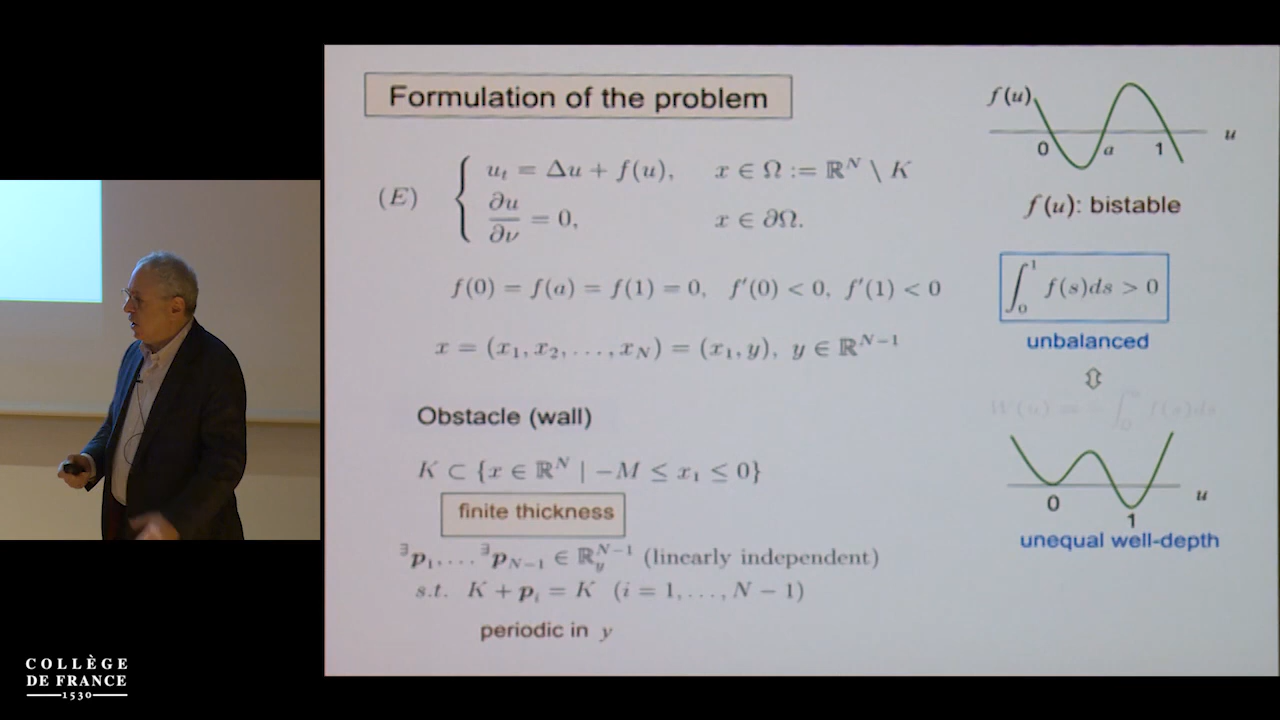 Formulation of the problem
(E) { u_t = Δu + f(u), x ∈ Ω := ℝ^N \ K
∂u/∂ν = 0, x ∈ ∂Ω.
f(0) = f(a) = f(1) = 0, f′(0) < 0, f′(1) < 0
x = (x_1, x_2, . . . , x_N) = (x_1, y), y ∈ ℝ^{N−1}
Obstacle (wall)
K ⊂ {x ∈ ℝ^N | −M ≤ x_1 ≤ 0}
finite thickness
∃p_1, . . . ∃p_{N−1} ∈ ℝ_y^{N−1} (linearly independent)
s.t. K + p_i = K (i = 1, . . . , N − 1)
periodic in y
f(u)
u
0 a 1
f(u): bistable
∫_0^1 f(s)ds > 0
unbalanced
⇕
0
u
1
unequal well-depth
COLLÈGE
DE FRANCE
1530